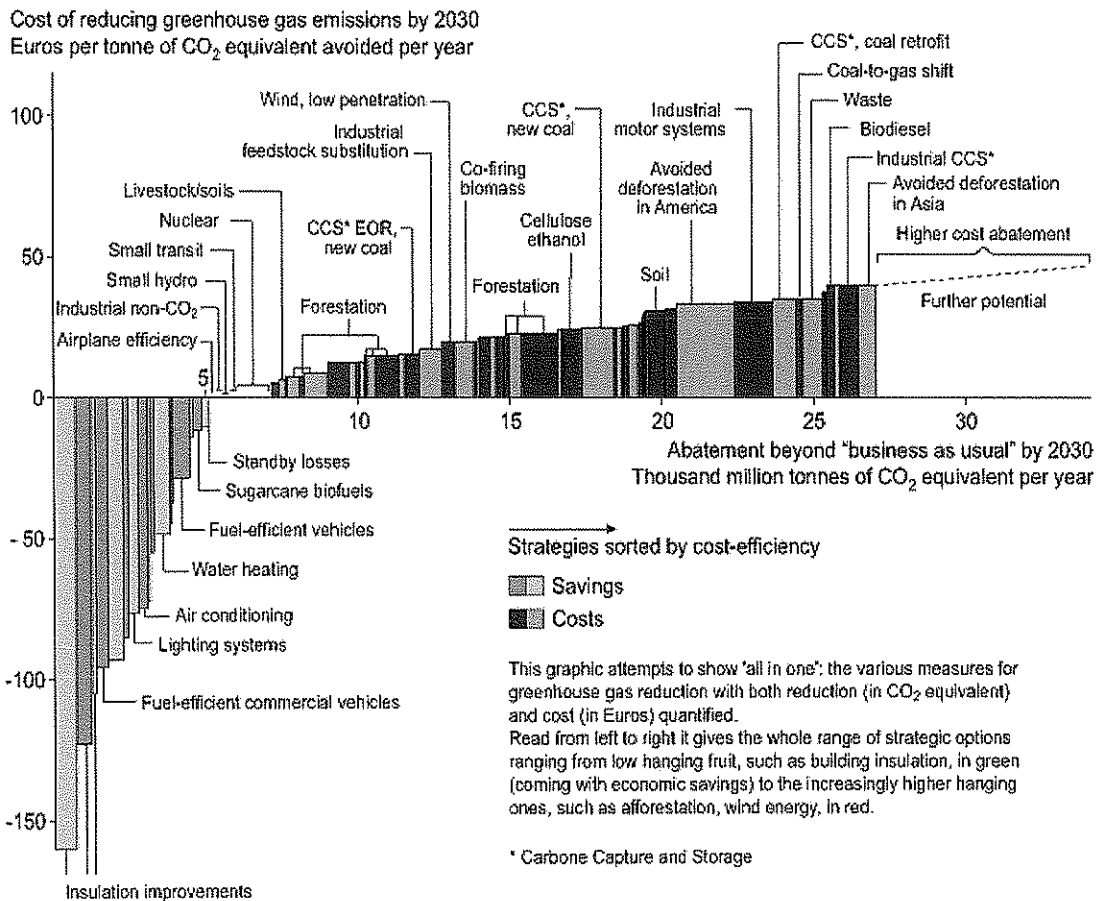 Cost of reducing greenhouse gas emissions by 2030
Euros per tonne of CO2 equivalent avoided per year
100
50
0
- 50
-100
-150
CCS*, coal retrofit
Coal-to-gas shift
Waste
Biodiesel
Industrial CCS*
Avoided deforestation
in Asia
Higher cost abatement
Further potential
Wind, low penetration
Industrial
feedstock substitution
CCS*,
new coal
Industrial
motor systems
Co-firing
biomass
Avoided
deforestation
in America
Livestock/soils
Nuclear
CCS* EOR,
new coal
Cellulose
ethanol
Small transit
Small hydro
Forestation
Forestation
Soil
Industrial non-CO2
Airplane efficiency
5
10
15
20
25
30
Abatement beyond "business as usual" by 2030
Thousand million tonnes of CO2 equivalent per year
Standby losses
Sugarcane biofuels
Fuel-efficient vehicles
Water heating
Air conditioning
Lighting systems
Fuel-efficient commercial vehicles
Insulation improvements
Strategies sorted by cost-efficiency
Savings
Costs
This graphic attempts to show 'all in one': the various measures for
greenhouse gas reduction with both reduction (in CO2 equivalent)
and cost (in Euros) quantified.
Read from left to right it gives the whole range of strategic options
ranging from low hanging fruit, such as building insulation, in green
(coming with economic savings) to the increasingly higher hanging
ones, such as afforestation, wind energy, in red.
* Carbone Capture and Storage